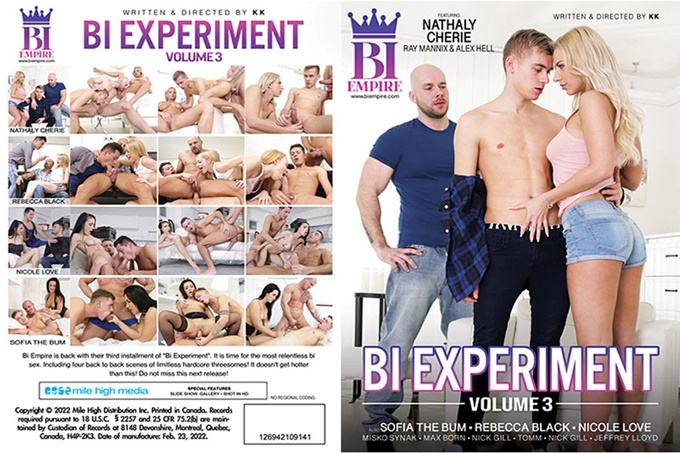 WRITTEN & DIRECTED BY KK
BI
EMPIRE
www.biempire.com
BI EXPERIMENT
VOLUME 3
NATHALY CHERIE
REBECCA BLACK
NICOLE LOVE
SOFIA THE BUM
Bi Empire is back with their third installment of "Bi Experiment". It is time for the most relentless bi
sex. Including four back to back scenes of limitless hardcore threesomes! It doesn't get hotter
than this! Do not miss this next release!
mile high media
SPECIAL FEATURES
SLIDE SHOW GALLERY • SHOT IN HD
NO REGIONAL CODING
Copyright © 2022 Mile High Distribution Inc. Printed in Canada. Records
required pursuant to 18 U.S.C. § 2257 and 25 CFR 75.2(b) are main-
tained by Custodian of Records at 8148 Devonshire, Montreal, Quebec,
Canada, H4P-2K3. Date of manufacture: Feb. 23, 2022.
126942109141
WRITTEN & DIRECTED BY KK
BI
EMPIRE
www.biempire.com
FEATURING
NATHALY
CHERIE
RAY MANNIX & ALEX HELL
BI EXPERIMENT
VOLUME 3
ALSO SOFIA THE BUM • REBECCA BLACK • NICOLE LOVE
MISKO SYNAK • MAX BORN • NICK GILL • TOMM • NICK GILL • JEFFREY LLOYD